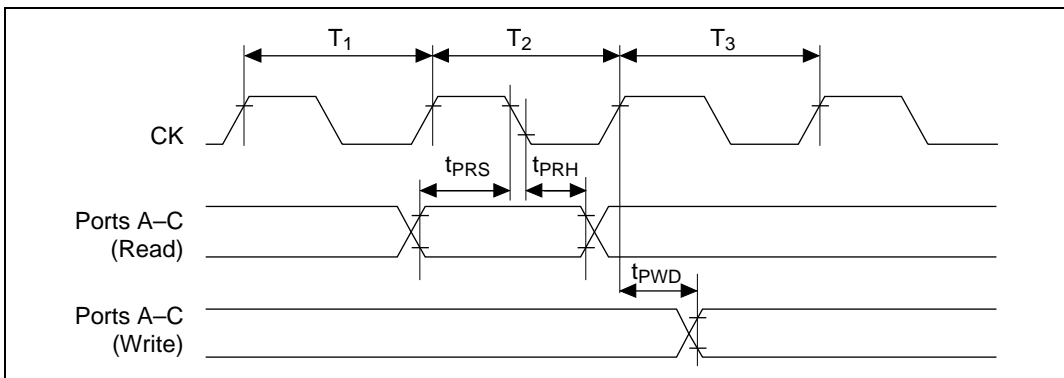 T1 T2 T3
CK
tPRS tPRH
Ports A–C
(Read)
tPWD
Ports A–C
(Write)